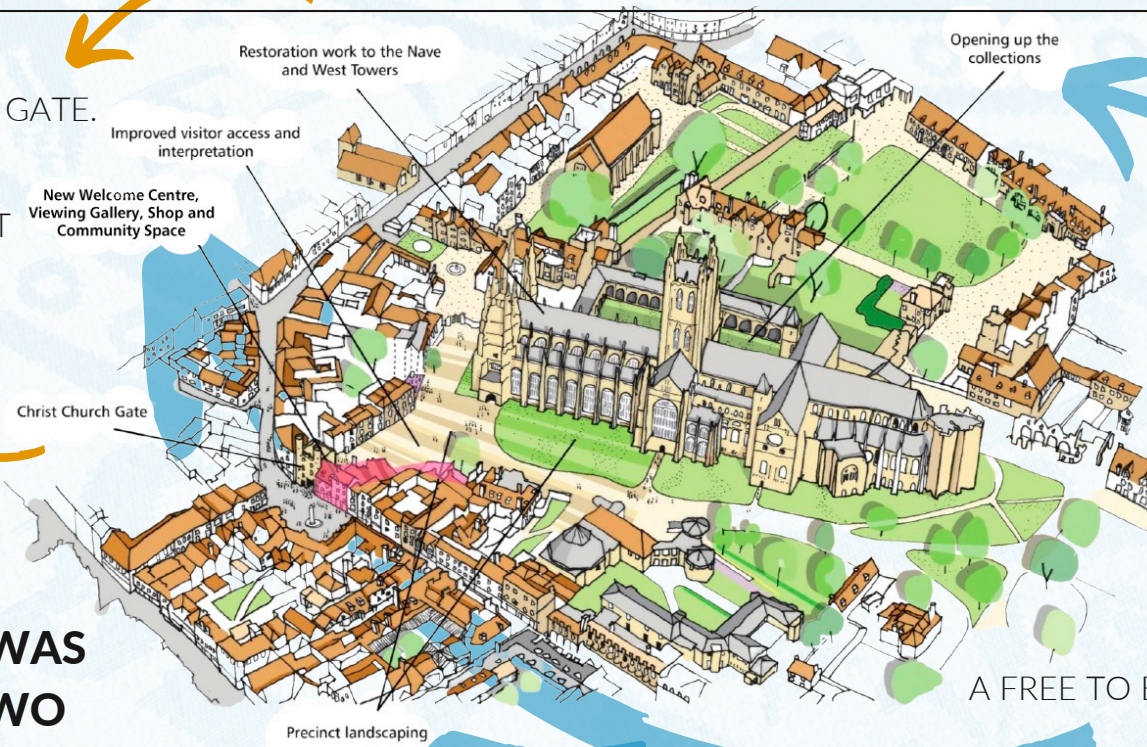 Restoration work to the Nave
and West Towers
Opening up the
collections
GATE.
Improved visitor access and
interpretation
New Welcome Centre,
Viewing Gallery, Shop and
Community Space
T
Christ Church Gate
WAS
WO
A FREE TO E
Precinct landscaping